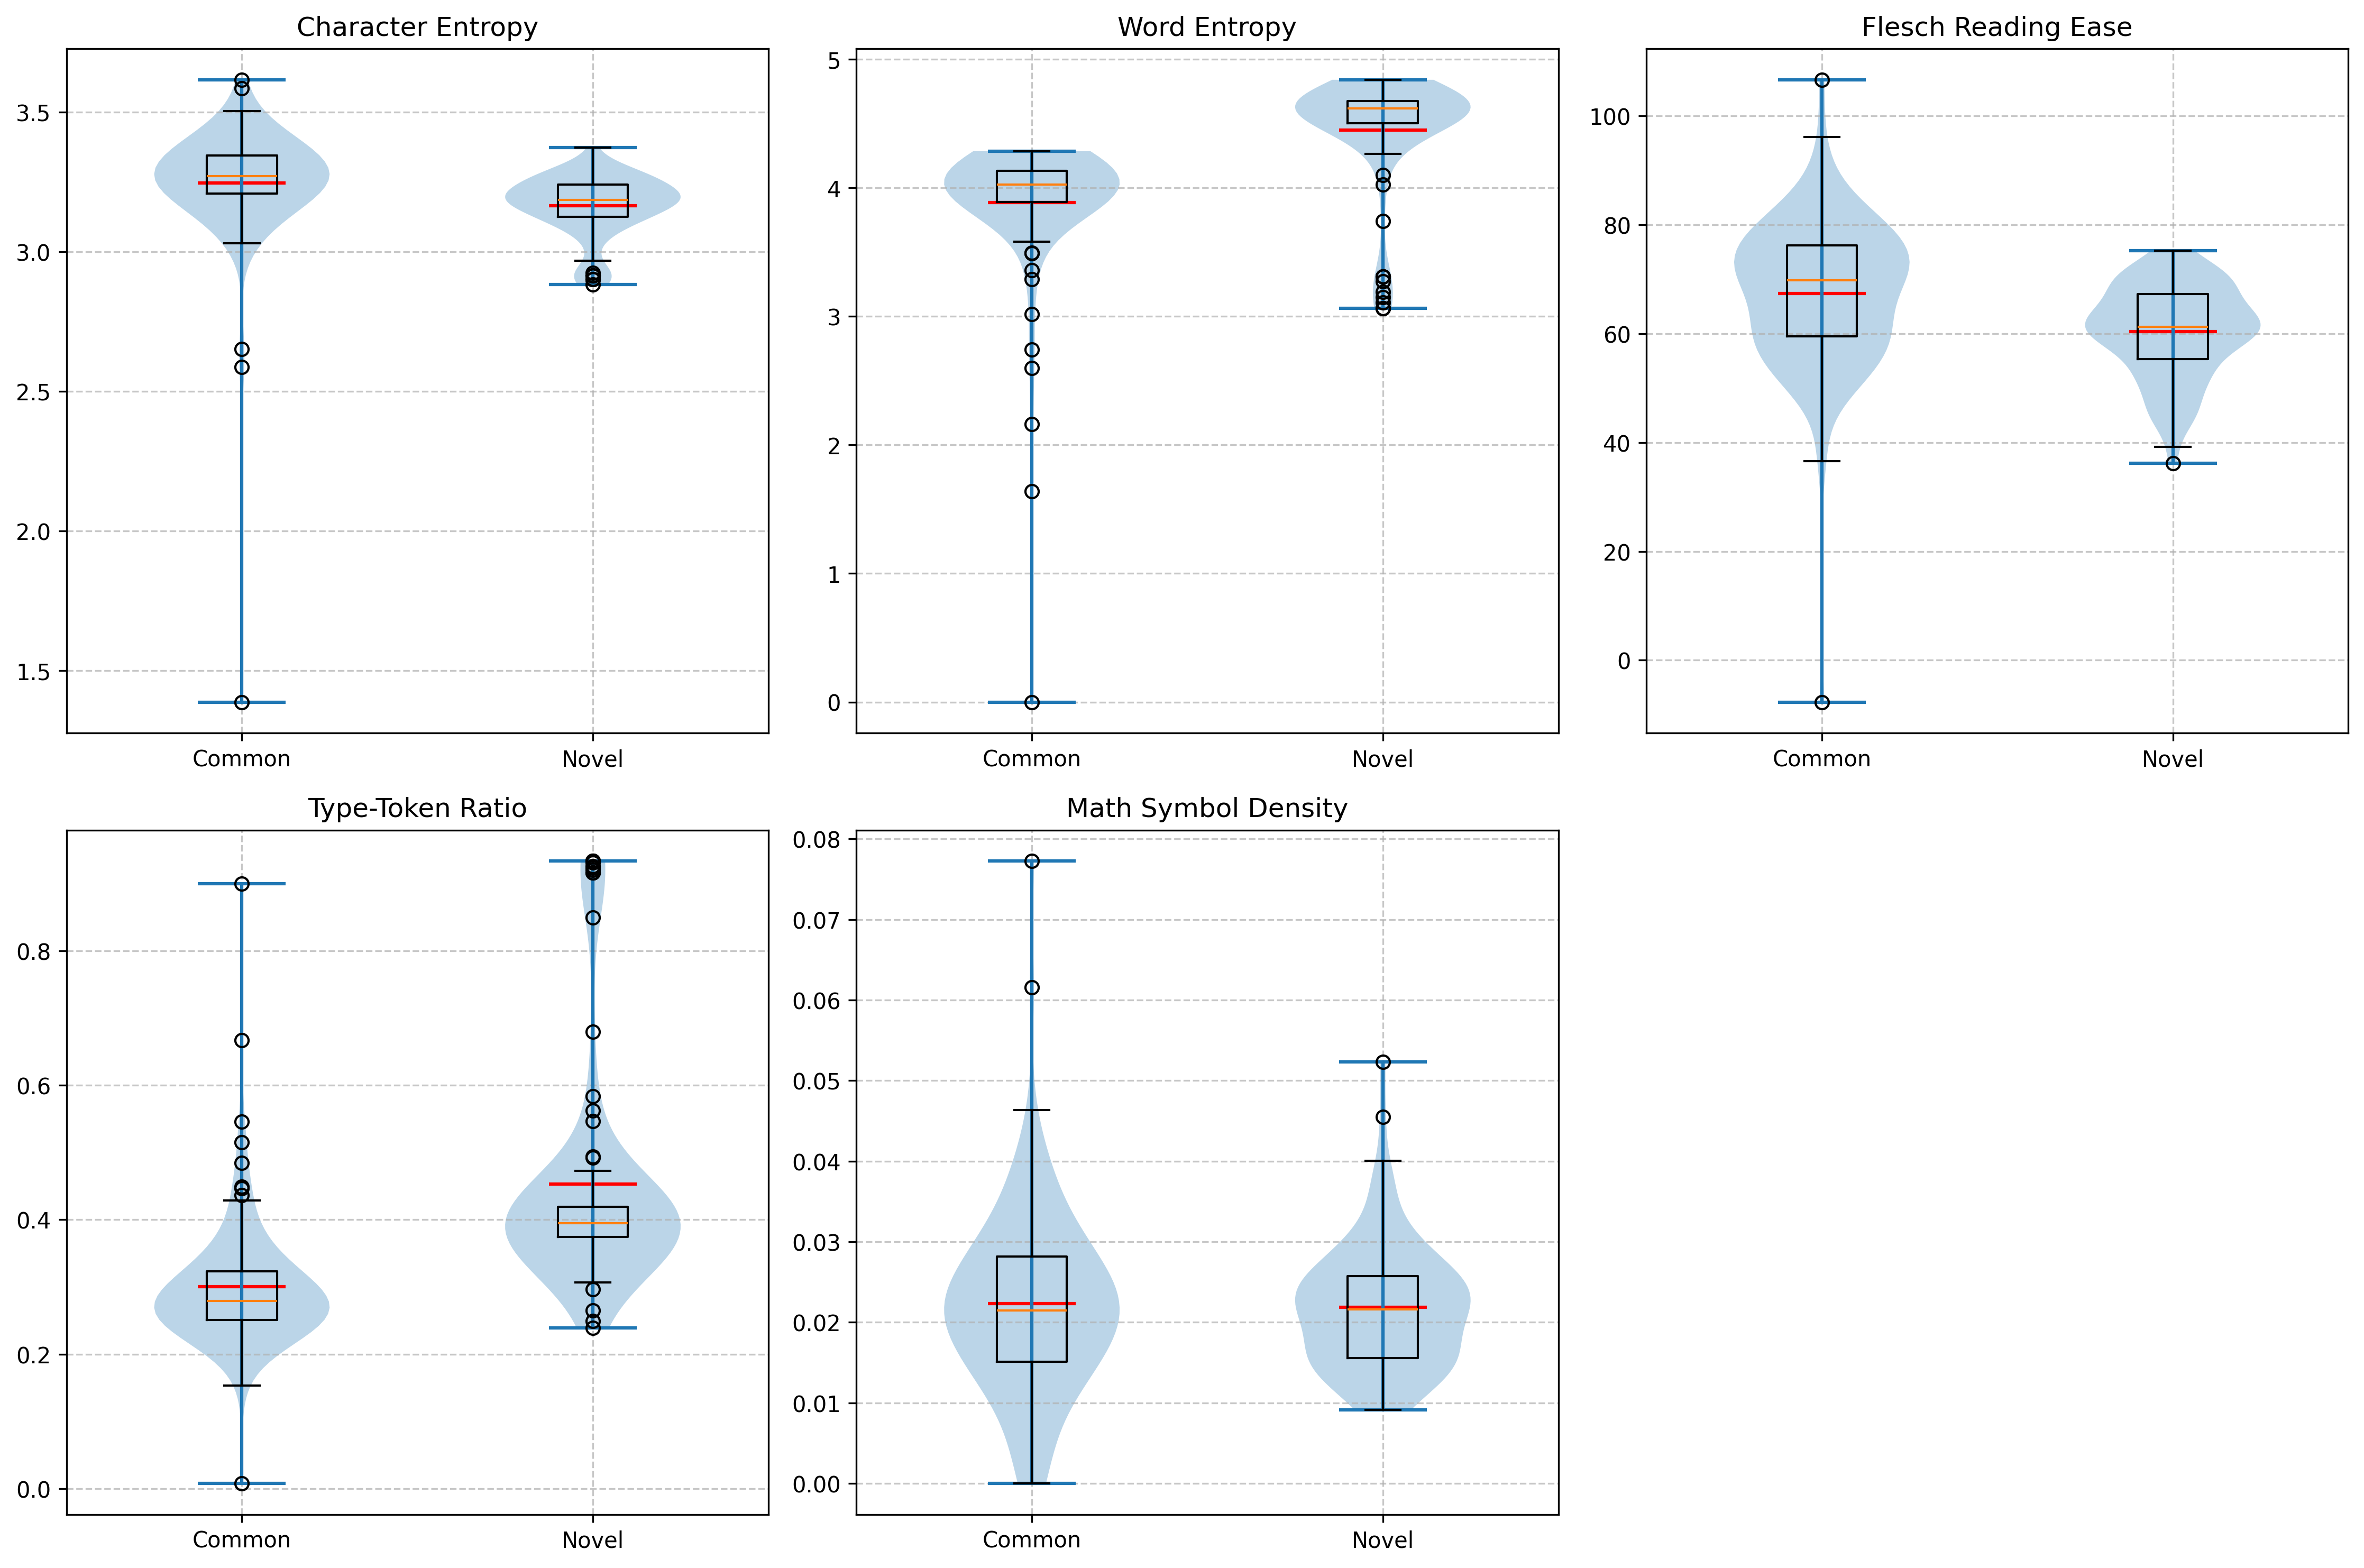 Character Entropy
3.5
3.0
2.5
2.0
1.5
Common
Novel
Word Entropy
5
4
3
2
1
0
Common
Novel
Flesch Reading Ease
100
80
60
40
20
0
Common
Novel
Type-Token Ratio
0.8
0.6
0.4
0.2
0.0
Common
Novel
Math Symbol Density
0.08
0.07
0.06
0.05
0.04
0.03
0.02
0.01
0.00
Common
Novel